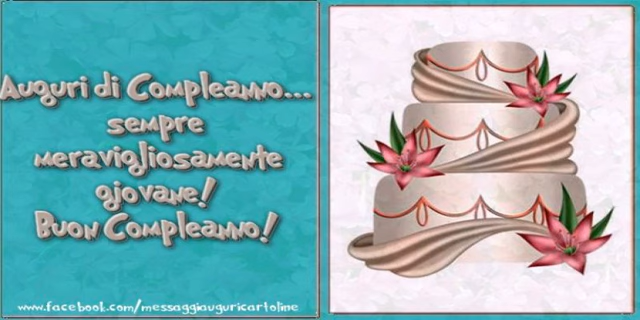 Auguri di Compleanno...
sempre
meravigliosamente
giovane!
Buon Compleanno!
www.facebook.com/messaggiauguricartoline